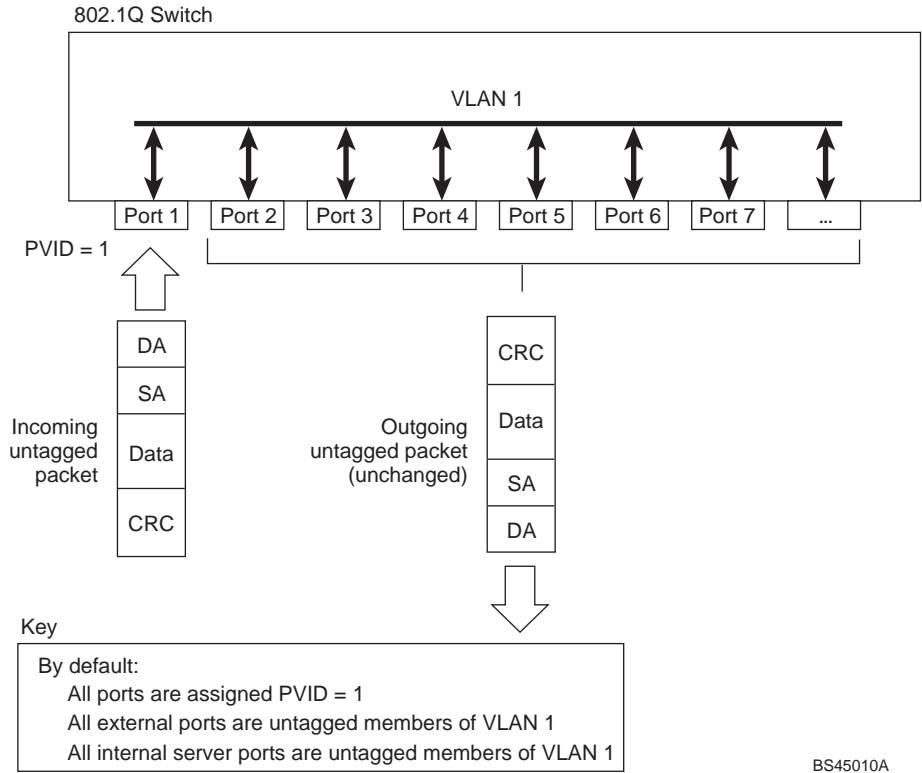 802.1Q Switch
VLAN 1
Port 1
Port 2
Port 3
Port 4
Port 5
Port 6
Port 7
...
PVID = 1
Incoming
untagged
packet
DA
SA
Data
CRC
Outgoing
untagged packet
(unchanged)
CRC
Data
SA
DA
Key
By default:
All ports are assigned PVID = 1
All external ports are untagged members of VLAN 1
All internal server ports are untagged members of VLAN 1
BS45010A